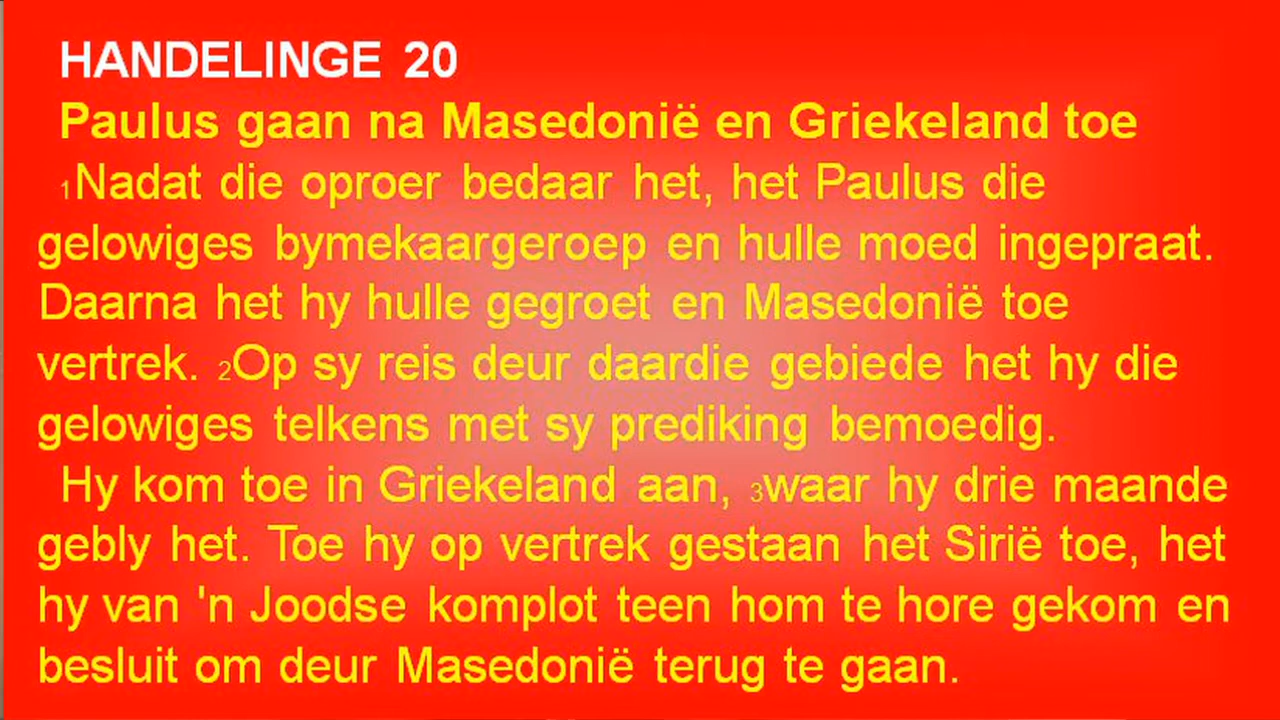 HANDELINGE 20
Paulus gaan na Masedonië en Griekeland toe
1Nadat die oproer bedaar het, het Paulus die
gelowiges bymekaargeroep en hulle moed ingepraat.
Daarna het hy hulle gegroet en Masedonië toe
vertrek. 2Op sy reis deur daardie gebiede het hy die
gelowiges telkens met sy prediking bemoedig.
Hy kom toe in Griekeland aan, 3waar hy drie maande
gebly het. Toe hy op vertrek gestaan het Sirië toe, het
hy van 'n Joodse komplot teen hom te hore gekom en
besluit om deur Masedonië terug te gaan.